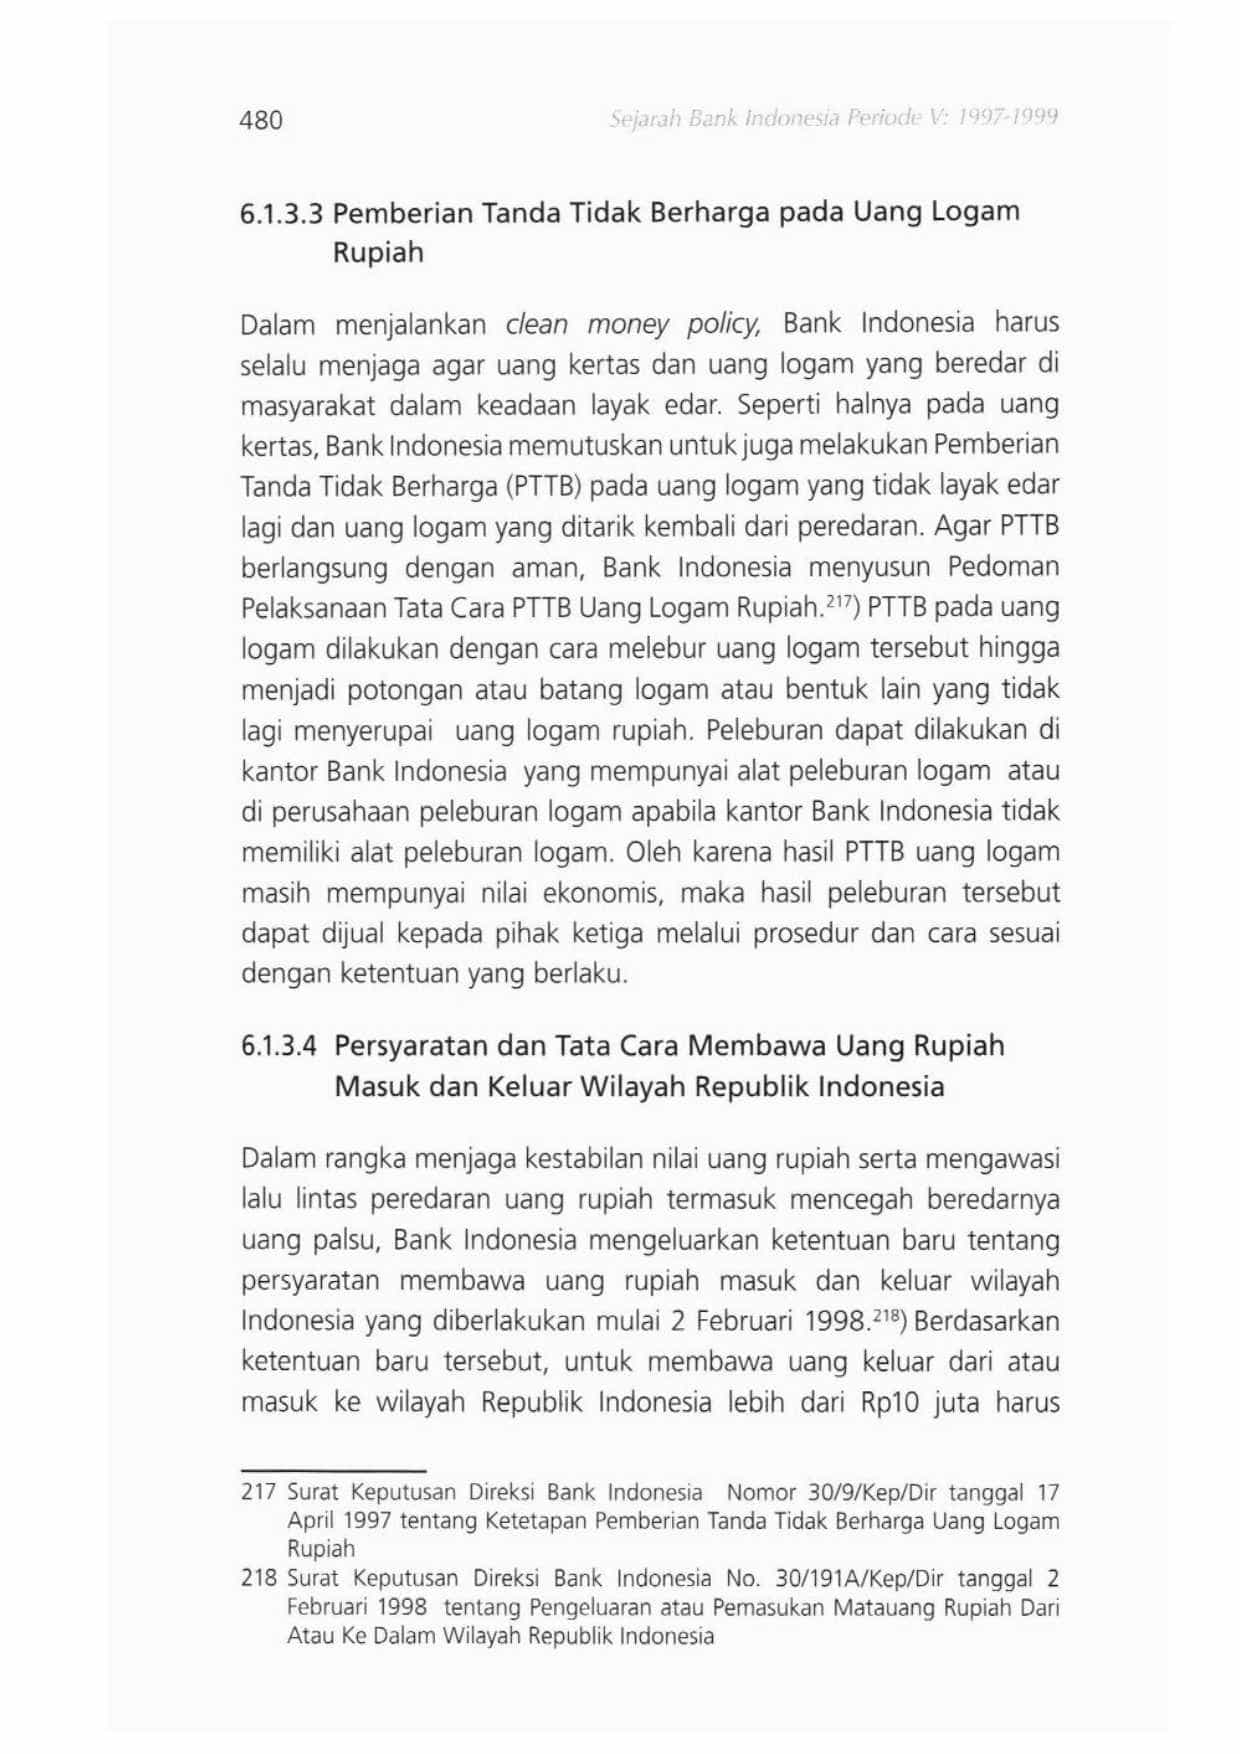 480
Sejarah Bank Indonesia Periode V: 1997-1999
6.1.3.3 Pemberian Tanda Tidak Berharga pada Uang Logam
Rupiah
Dalam menjalankan clean money policy, Bank Indonesia harus
selalu menjaga agar uang kertas dan uang logam yang beredar di
masyarakat dalam keadaan layak edar. Seperti halnya pada uang
kertas, Bank Indonesia memutuskan untuk juga melakukan Pemberian
Tanda Tidak Berharga (PTTB) pada uang logam yang tidak layak edar
lagi dan uang logam yang ditarik kembali dari peredaran. Agar PTTB
berlangsung dengan aman, Bank Indonesia menyusun Pedoman
Pelaksanaan Tata Cara PTTB Uang Logam Rupiah.²¹⁷) PTTB pada uang
logam dilakukan dengan cara melebur uang logam tersebut hingga
menjadi potongan atau batang logam atau bentuk lain yang tidak
lagi menyerupai uang logam rupiah. Peleburan dapat dilakukan di
kantor Bank Indonesia yang mempunyai alat peleburan logam atau
di perusahaan peleburan logam apabila kantor Bank Indonesia tidak
memiliki alat peleburan logam. Oleh karena hasil PTTB uang logam
masih mempunyai nilai ekonomis, maka hasil peleburan tersebut
dapat dijual kepada pihak ketiga melalui prosedur dan cara sesuai
dengan ketentuan yang berlaku.
6.1.3.4 Persyaratan dan Tata Cara Membawa Uang Rupiah
Masuk dan Keluar Wilayah Republik Indonesia
Dalam rangka menjaga kestabilan nilai uang rupiah serta mengawasi
lalu lintas peredaran uang rupiah termasuk mencegah beredarnya
uang palsu, Bank Indonesia mengeluarkan ketentuan baru tentang
persyaratan membawa uang rupiah masuk dan keluar wilayah
Indonesia yang diberlakukan mulai 2 Februari 1998.²¹⁸) Berdasarkan
ketentuan baru tersebut, untuk membawa uang keluar dari atau
masuk ke wilayah Republik Indonesia lebih dari Rp10 juta harus
217 Surat Keputusan Direksi Bank Indonesia Nomor 30/9/Kep/Dir tanggal 17
April 1997 tentang Ketetapan Pemberian Tanda Tidak Berharga Uang Logam
Rupiah
218 Surat Keputusan Direksi Bank Indonesia No. 30/191A/Kep/Dir tanggal 2
Februari 1998 tentang Pengeluaran atau Pemasukan Matauang Rupiah Dari
Atau Ke Dalam Wilayah Republik Indonesia